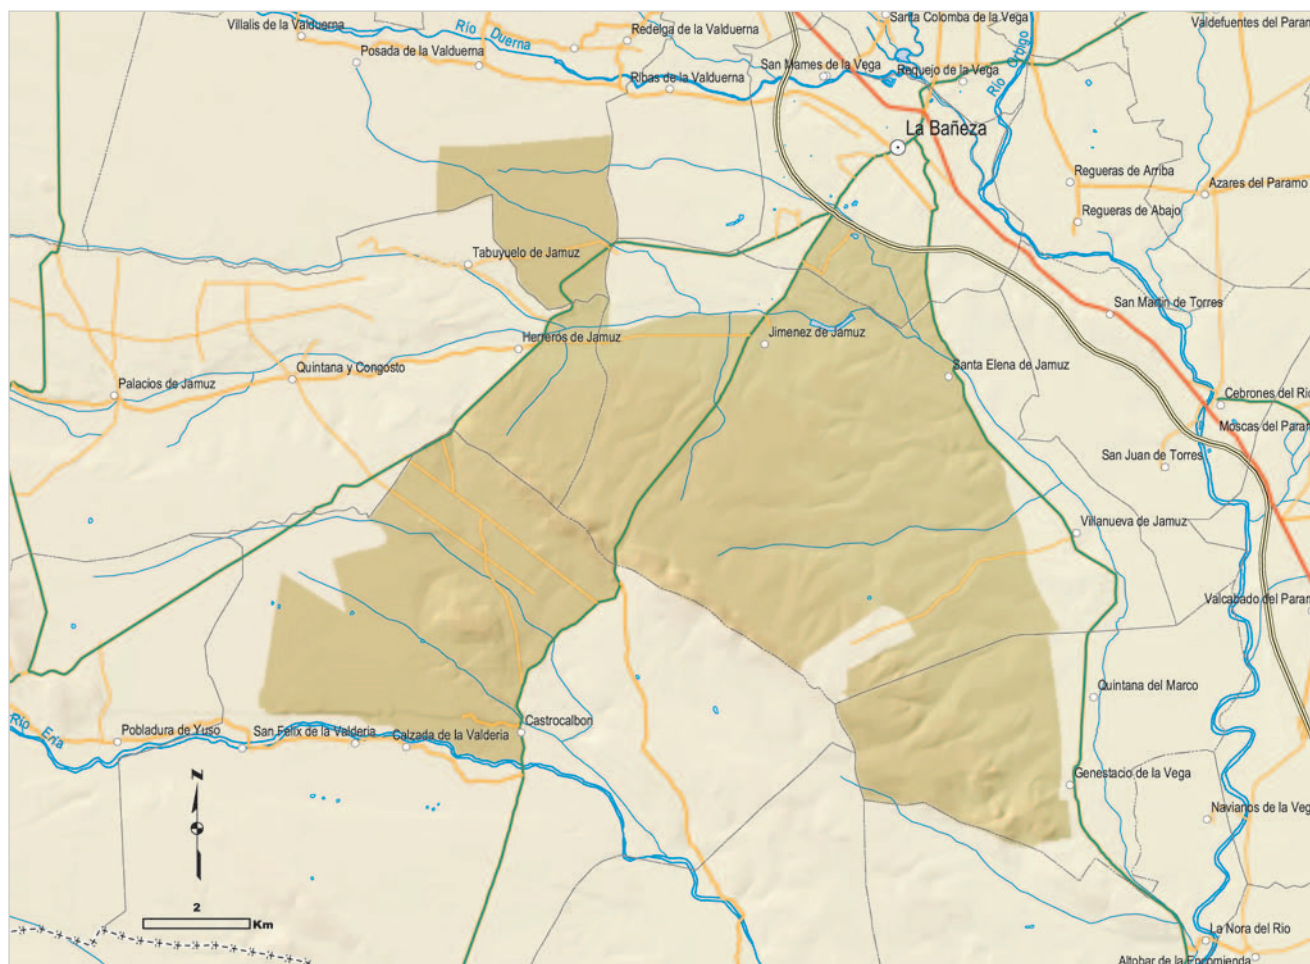 Villalis de la Valduerna
Río Duerna
Redelga de la Valduerna
Santa Colomba de la Vega
Valdefuentes del Param
Posada de la Valduerna
San Mames de la Vega
Requejo de la Vega
Río Orbigo
Ribas de la Valduerna
La Bañeza
Regueras de Arriba
Azares del Paramo
Regueras de Abajo
Tabuyuelo de Jamuz
San Martin de Torres
Herreros de Jamuz
Jimenez de Jamuz
Quintana y Congosto
Santa Elena de Jamuz
Palacios de Jamuz
Cebrones del Río
Moscas del Param
San Juan de Torres
Villanueva de Jamuz
Valcabado del Param
Quintana del Marco
Río Eria
Pobladura de Yuso
San Felix de la Valderia
Calzada de la Valderia
Castrocalbon
Genestacio de la Vega
N
Navianos de la Vega
2
Km
La Nora del Rio
Altobar de la Encomienda